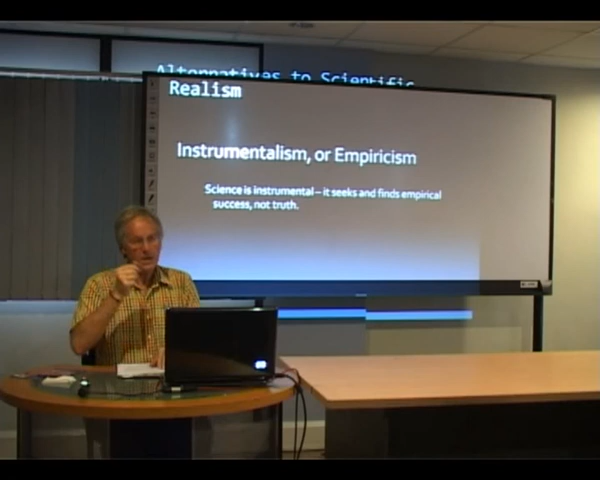 Alternatives to Scientific
Realism
Instrumentalism, or Empiricism
Science is instrumental – it seeks and finds empirical
success, not truth.